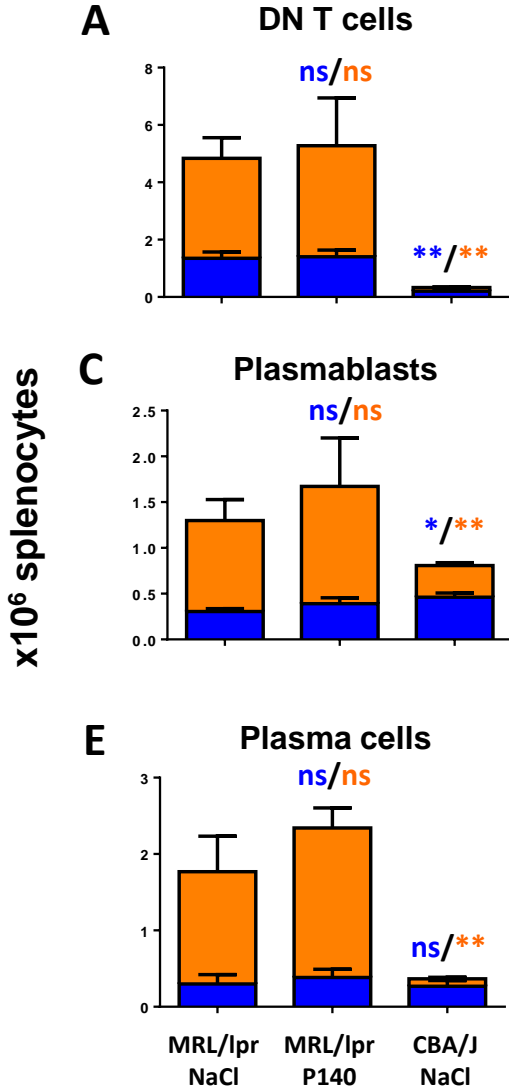 A
DN T cells
ns/ns
8
6
4
2
0
**/**
x10⁶ splenocytes
C
Plasmablasts
ns/ns
2.5
2.0
1.5
1.0
0.5
0.0
*/**
E
Plasma cells
ns/ns
3
2
1
0
ns/**
MRL/lpr MRL/lpr CBA/J
NaCl P140 NaCl